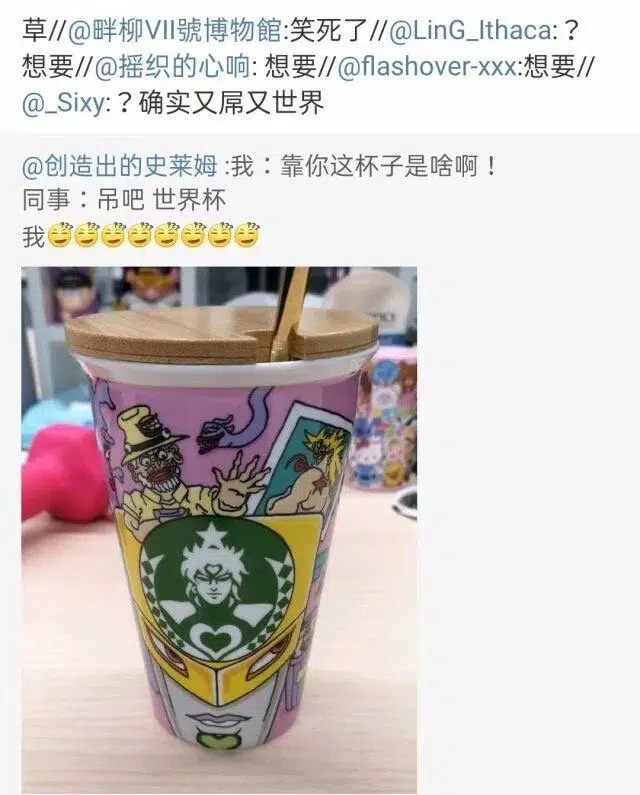 草//@畔柳VII號博物館:笑死了//@LinG_Ithaca:？
想要//@摇织的心响: 想要//@flashover-xxx:想要//
@_Sixy:？确实又屌又世界
@创造出的史莱姆 :我：靠你这杯子是啥啊！
同事：吊吧 世界杯
我